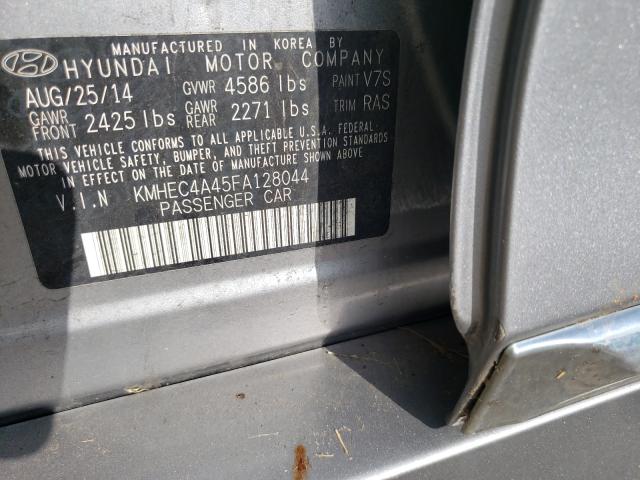 MANUFACTURED IN KOREA BY
HYUNDAI MOTOR COMPANY
AUG/25/14 GVWR 4586 lbs PAINT V7S
GAWR FRONT 2425 lbs GAWR REAR 2271 lbs TRIM RAS
THIS VEHICLE CONFORMS TO ALL APPLICABLE U.S.A. FEDERAL
MOTOR VEHICLE SAFETY, BUMPER, AND THEFT PREVENTION STANDARDS
IN EFFECT ON THE DATE OF MANUFACTURE SHOWN ABOVE.
V.I.N KMHEC4A45FA128044
PASSENGER CAR